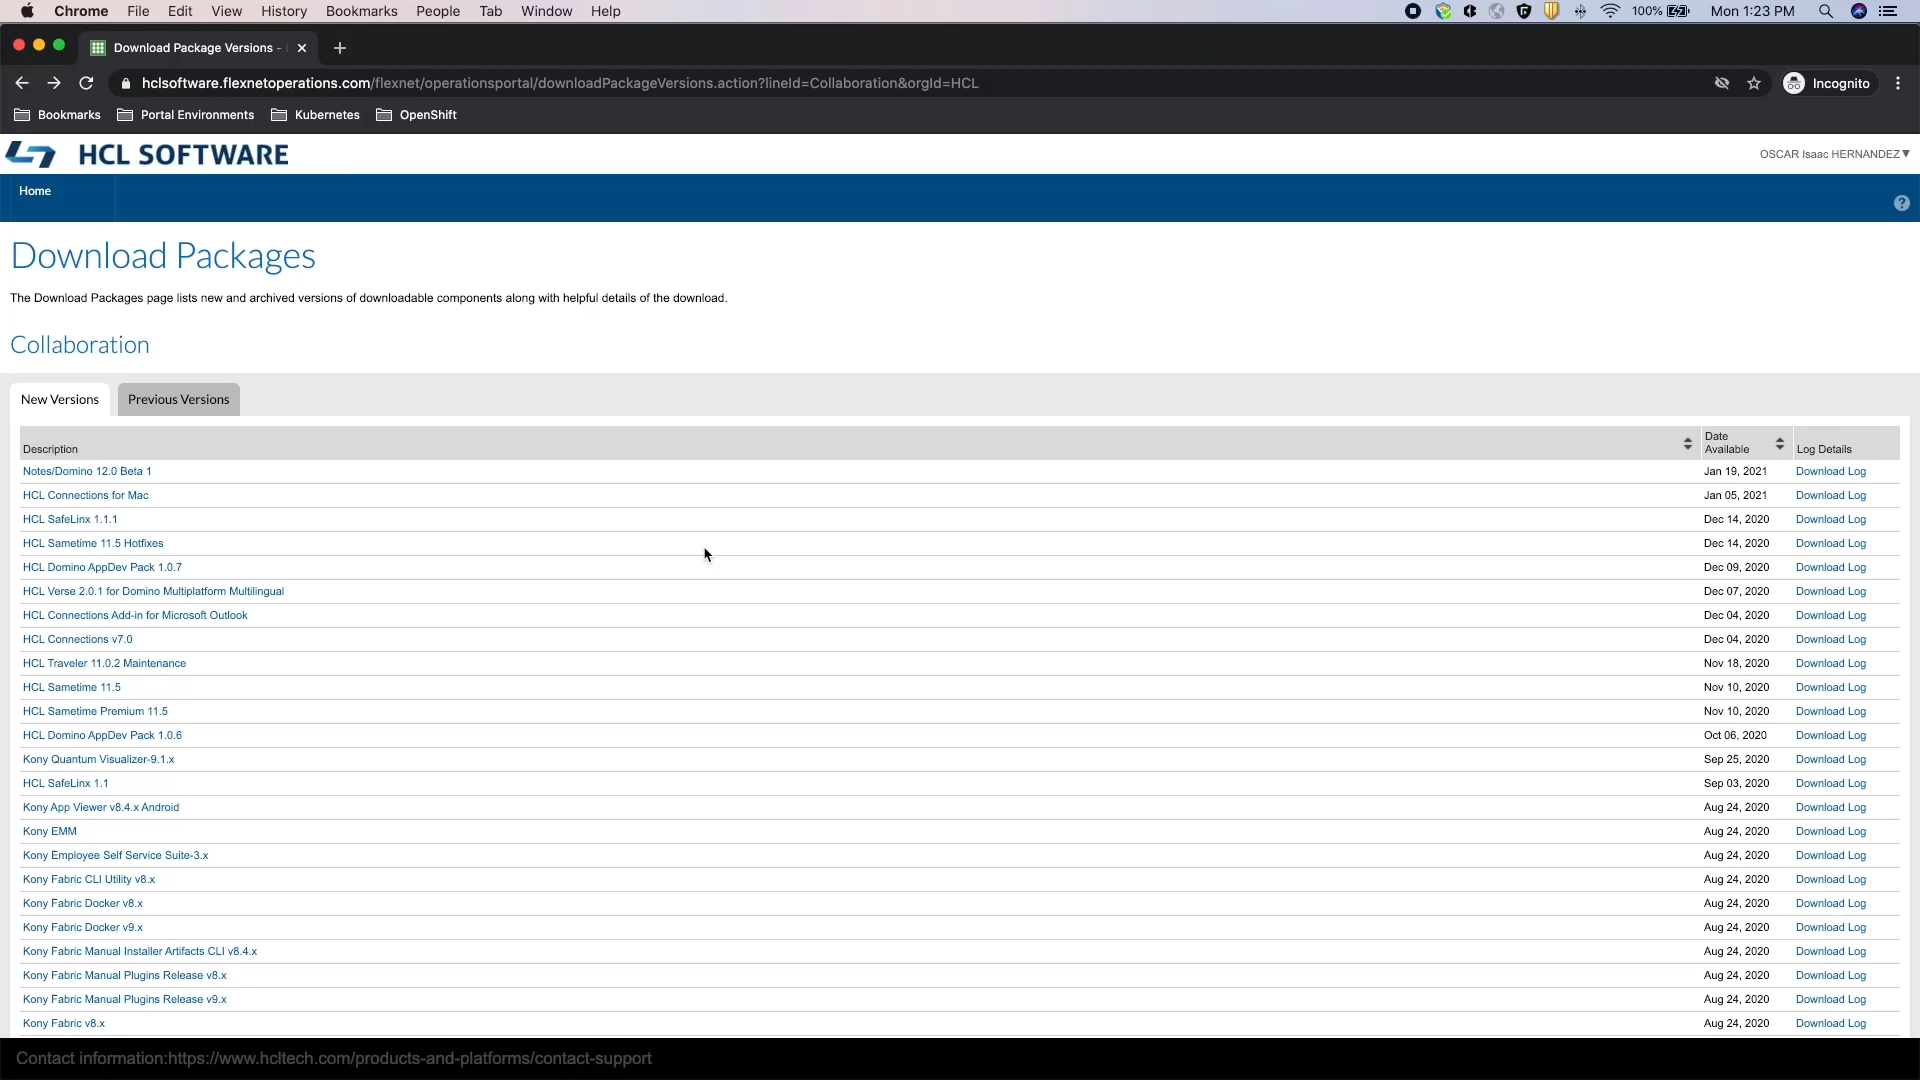 Chrome File Edit View History Bookmarks People Tab Window Help 100% Mon 1:23 PM
Download Package Versions -
hclsoftware.flexnetoperations.com/flexnet/operationsportal/downloadPackageVersions.action?lineId=Collaboration&orgId=HCL Incognito
Bookmarks Portal Environments Kubernetes OpenShift
HCL SOFTWARE OSCAR Isaac HERNANDEZ▼
Home
?
Download Packages
The Download Packages page lists new and archived versions of downloadable components along with helpful details of the download.
Collaboration
New Versions Previous Versions
Description Date Available Log Details
Notes/Domino 12.0 Beta 1 Jan 19, 2021 Download Log
HCL Connections for Mac Jan 05, 2021 Download Log
HCL SafeLinx 1.1.1 Dec 14, 2020 Download Log
HCL Sametime 11.5 Hotfixes Dec 14, 2020 Download Log
HCL Domino AppDev Pack 1.0.7 Dec 09, 2020 Download Log
HCL Verse 2.0.1 for Domino Multiplatform Multilingual Dec 07, 2020 Download Log
HCL Connections Add-in for Microsoft Outlook Dec 04, 2020 Download Log
HCL Connections v7.0 Dec 04, 2020 Download Log
HCL Traveler 11.0.2 Maintenance Nov 18, 2020 Download Log
HCL Sametime 11.5 Nov 10, 2020 Download Log
HCL Sametime Premium 11.5 Nov 10, 2020 Download Log
HCL Domino AppDev Pack 1.0.6 Oct 06, 2020 Download Log
Kony Quantum Visualizer-9.1.x Sep 25, 2020 Download Log
HCL SafeLinx 1.1 Sep 03, 2020 Download Log
Kony App Viewer v8.4.x Android Aug 24, 2020 Download Log
Kony EMM Aug 24, 2020 Download Log
Kony Employee Self Service Suite-3.x Aug 24, 2020 Download Log
Kony Fabric CLI Utility v8.x Aug 24, 2020 Download Log
Kony Fabric Docker v8.x Aug 24, 2020 Download Log
Kony Fabric Docker v9.x Aug 24, 2020 Download Log
Kony Fabric Manual Installer Artifacts CLI v8.4.x Aug 24, 2020 Download Log
Kony Fabric Manual Plugins Release v8.x Aug 24, 2020 Download Log
Kony Fabric Manual Plugins Release v9.x Aug 24, 2020 Download Log
Kony Fabric v8.x Aug 24, 2020 Download Log
Contact information:https://www.hcltech.com/products-and-platforms/contact-support